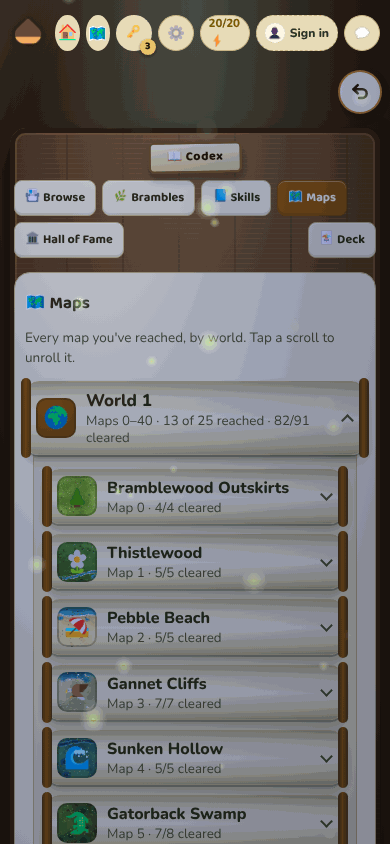 20/20
3
Sign in
Codex
Browse
Brambles
Skills
Maps
Hall of Fame
Deck
Maps
Every map you've reached, by world. Tap a scroll to
unroll it.
World 1
Maps 0–40 · 13 of 25 reached · 82/91
cleared
Bramblewood Outskirts
Map 0 · 4/4 cleared
Thistlewood
Map 1 · 5/5 cleared
Pebble Beach
Map 2 · 5/5 cleared
Gannet Cliffs
Map 3 · 7/7 cleared
Sunken Hollow
Map 4 · 5/5 cleared
Gatorback Swamp
Map 5 · 7/8 cleared